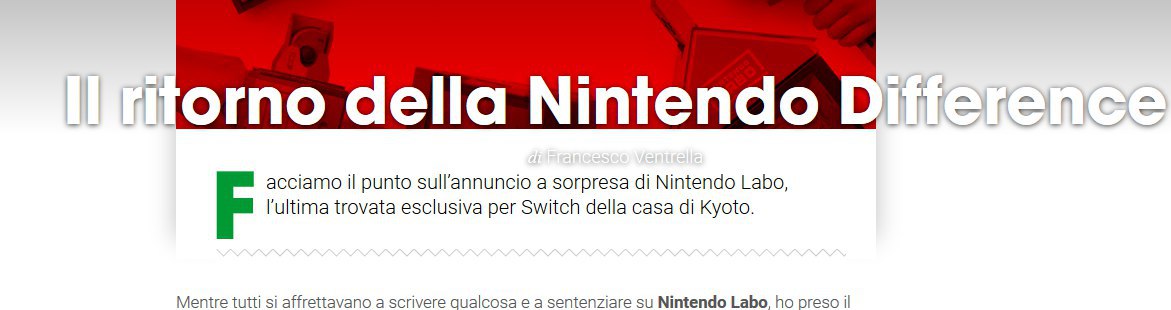 Il ritorno della Nintendo Difference
di Francesco Ventrella
Facciamo il punto sull'annuncio a sorpresa di Nintendo Labo,
l'ultima trovata esclusiva per Switch della casa di Kyoto.
Mentre tutti si affrettavano a scrivere qualcosa e a sentenziare su Nintendo Labo, ho preso il